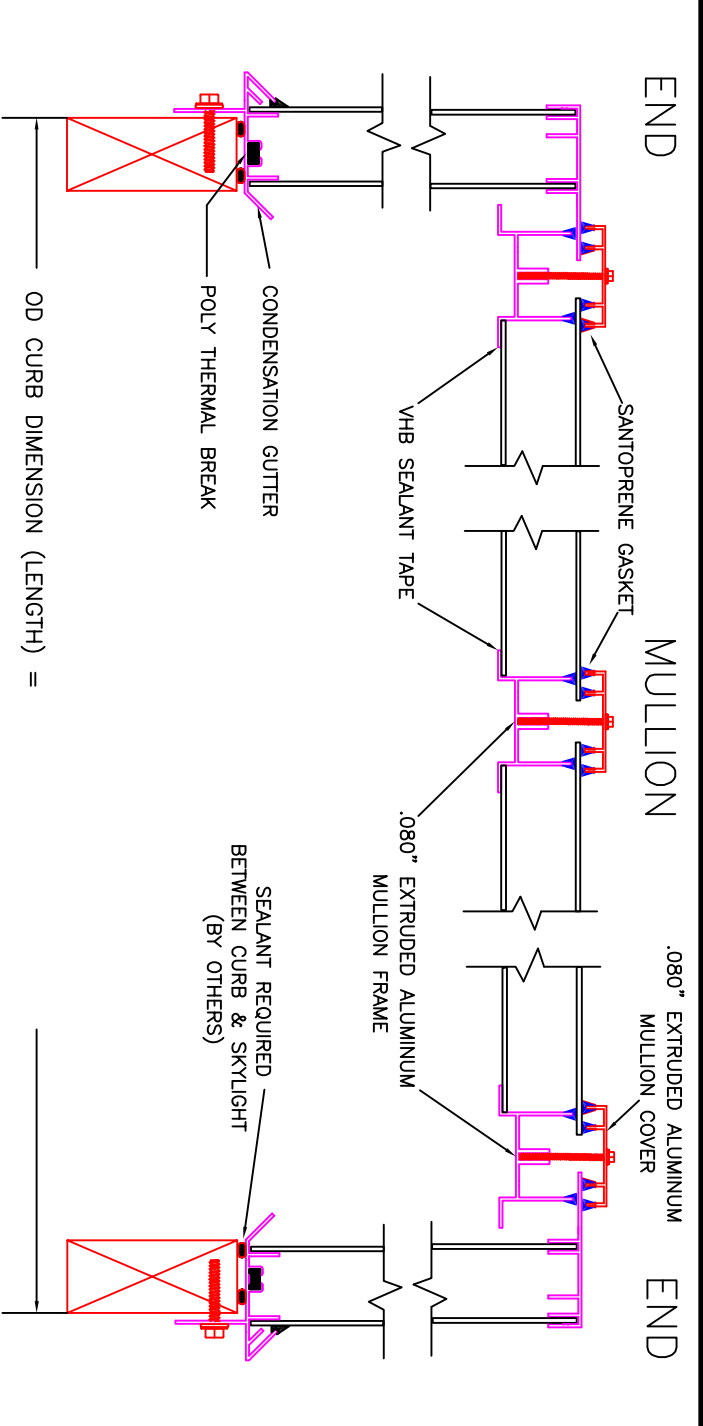 END
MULLION
END
.080" EXTRUDED ALUMINUM
MULLION COVER
SANTOPRENE GASKET
VHB SEALANT TAPE
.080" EXTRUDED ALUMINUM
MULLION FRAME
CONDENSATION GUTTER
POLY THERMAL BREAK
SEALANT REQUIRED
BETWEEN CURB & SKYLIGHT
(BY OTHERS)
OD CURB DIMENSION (LENGTH) =